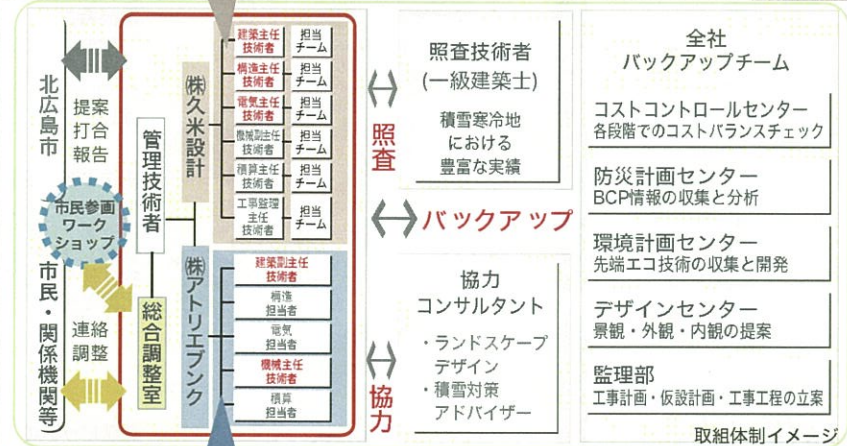 北広島市
提案
打合
報告
市民参画
ワーク
ショップ
市民・関係機関等
連絡
調整
管理技術者
総合調整室
㈱久米設計
建築主任
技術者
担当
チーム
構造主任
技術者
担当
チーム
電気主任
技術者
担当
チーム
機械副主任
技術者
担当
チーム
積算主任
技術者
担当
チーム
工事監理
主任
技術者
担当
チーム
㈱アトリエブンク
建築副主任
技術者
構造
担当者
電気
担当者
機械主任
技術者
積算
担当者
照査
バックアップ
協力
照査技術者
(一級建築士)
積雪寒冷地
における
豊富な実績
協力
コンサルタント
・ランドスケープ
デザイン
・積雪対策
アドバイザー
全社
バックアップチーム
コストコントロールセンター
各段階でのコストバランスチェック
防災計画センター
BCP情報の収集と分析
環境計画センター
先端エコ技術の収集と開発
デザインセンター
景観・外観・内観の提案
監理部
工事計画・仮設計画・工事工程の立案
取組体制イメージ